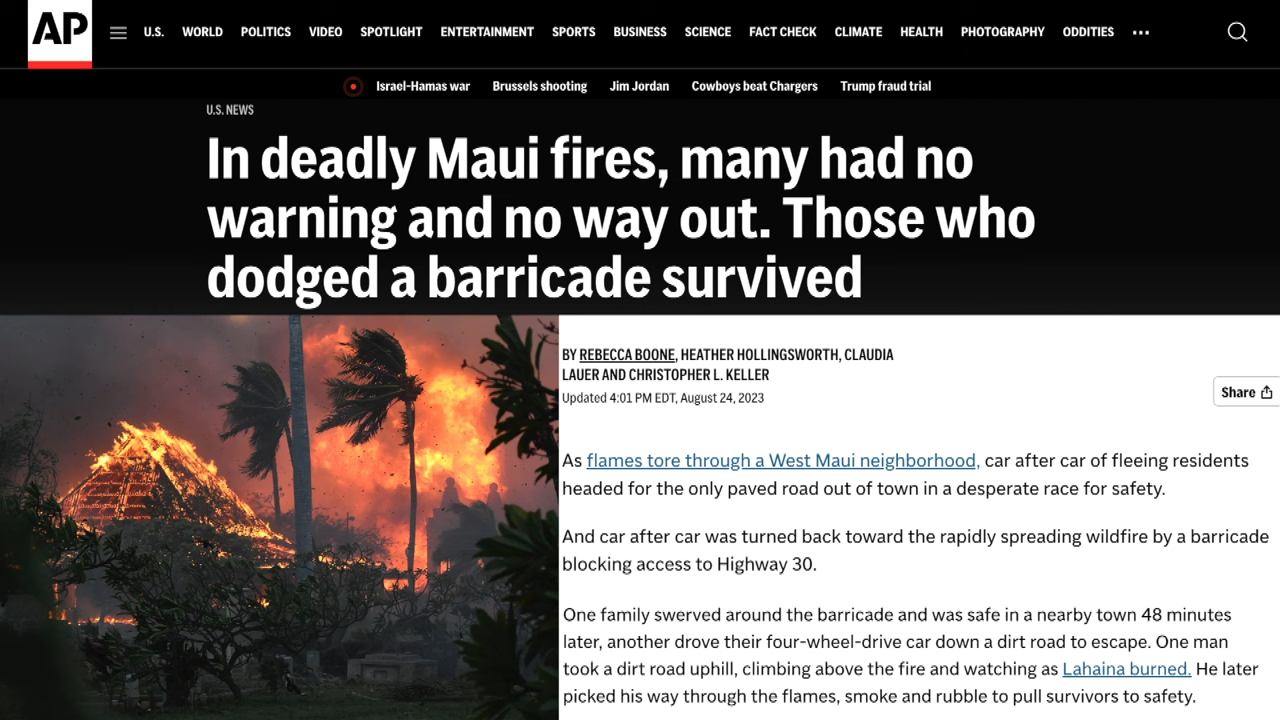 AP
U.S. WORLD POLITICS VIDEO SPOTLIGHT ENTERTAINMENT SPORTS BUSINESS SCIENCE FACT CHECK CLIMATE HEALTH PHOTOGRAPHY ODDITIES ...
Israel-Hamas war Brussels shooting Jim Jordan Cowboys beat Chargers Trump fraud trial
U.S. NEWS
In deadly Maui fires, many had no
warning and no way out. Those who
dodged a barricade survived
BY REBECCA BOONE, HEATHER HOLLINGSWORTH, CLAUDIA
LAUER AND CHRISTOPHER L. KELLER
Updated 4:01 PM EDT, August 24, 2023
Share
As flames tore through a West Maui neighborhood, car after car of fleeing residents
headed for the only paved road out of town in a desperate race for safety.
And car after car was turned back toward the rapidly spreading wildfire by a barricade
blocking access to Highway 30.
One family swerved around the barricade and was safe in a nearby town 48 minutes
later, another drove their four-wheel-drive car down a dirt road to escape. One man
took a dirt road uphill, climbing above the fire and watching as Lahaina burned. He later
picked his way through the flames, smoke and rubble to pull survivors to safety.